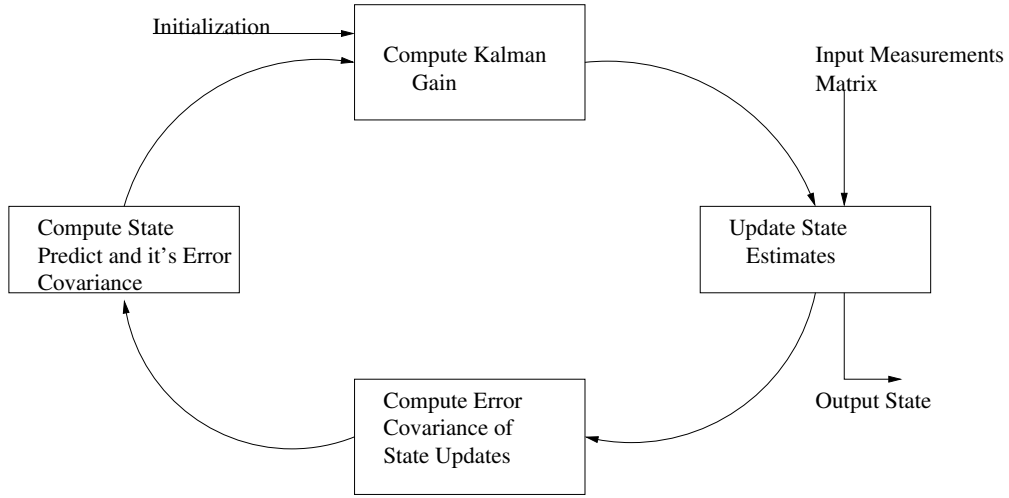 Initialization
Compute Kalman
Gain
Input Measurements
Matrix
Compute State
Predict and it's Error
Covariance
Update State
Estimates
Compute Error
Covariance of
State Updates
Output State